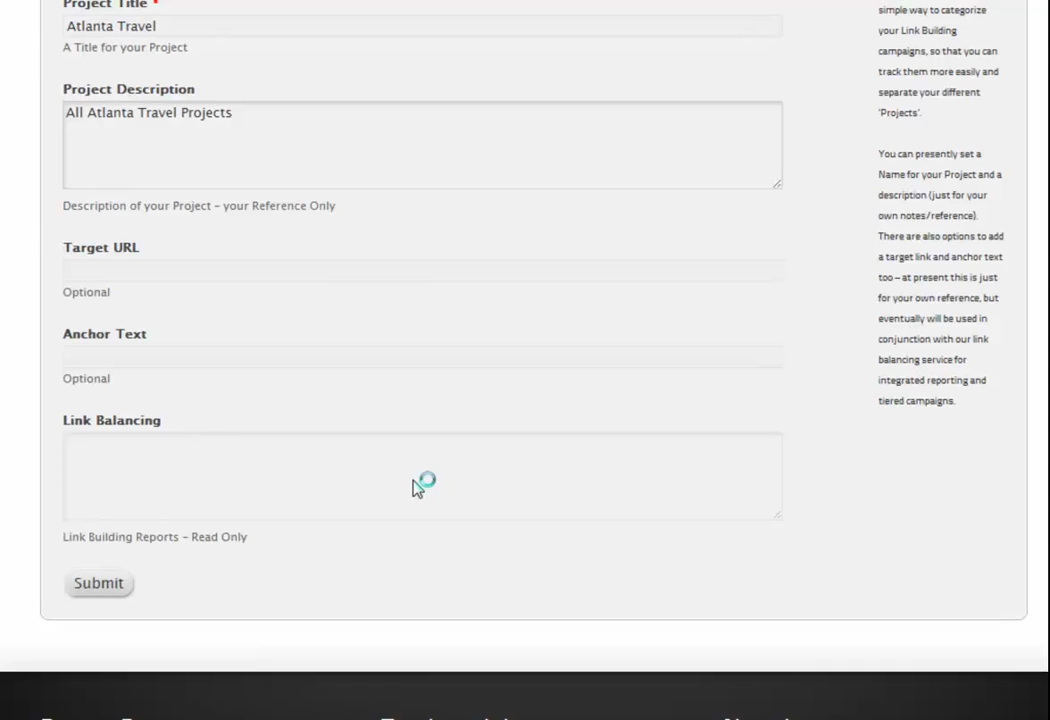 Project Title *
Atlanta Travel
A Title for your Project
Project Description
All Atlanta Travel Projects
Description of your Project – your Reference Only
Target URL
Optional
Anchor Text
Optional
Link Balancing
Link Building Reports – Read Only
Submit
simple way to categorize
your Link Building
campaigns, so that you can
track them more easily and
separate your different
'Projects'.
You can presently set a
Name for your Project and a
description (just for your
own notes/reference).
There are also options to add
a target link and anchor text
too – at present this is just
for your own reference, but
eventually will be used in
conjunction with our link
balancing service for
integrated reporting and
tiered campaigns.